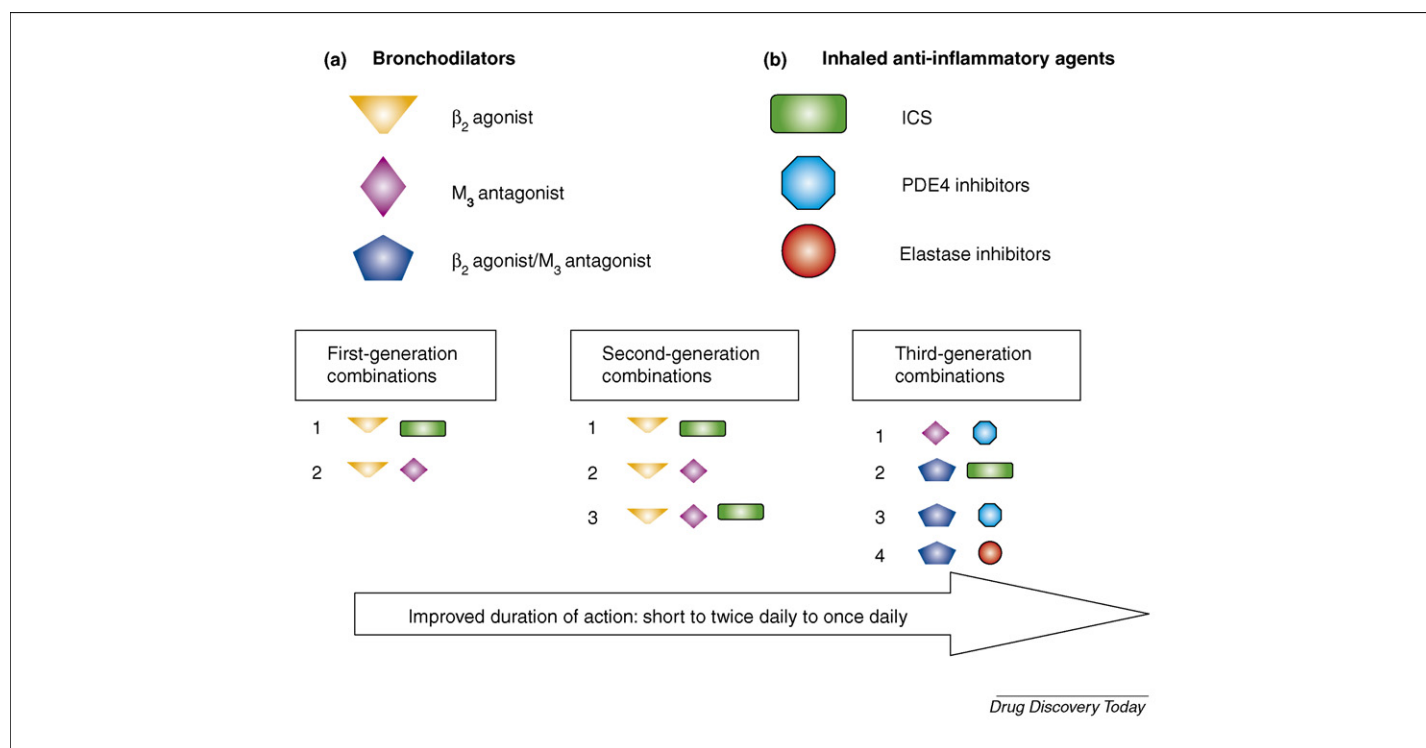 (a) Bronchodilators
β2 agonist
M3 antagonist
β2 agonist/M3 antagonist
(b) Inhaled anti-inflammatory agents
ICS
PDE4 inhibitors
Elastase inhibitors
First-generation
combinations
1
2
Second-generation
combinations
1
2
3
Third-generation
combinations
1
2
3
4
Improved duration of action: short to twice daily to once daily
Drug Discovery Today